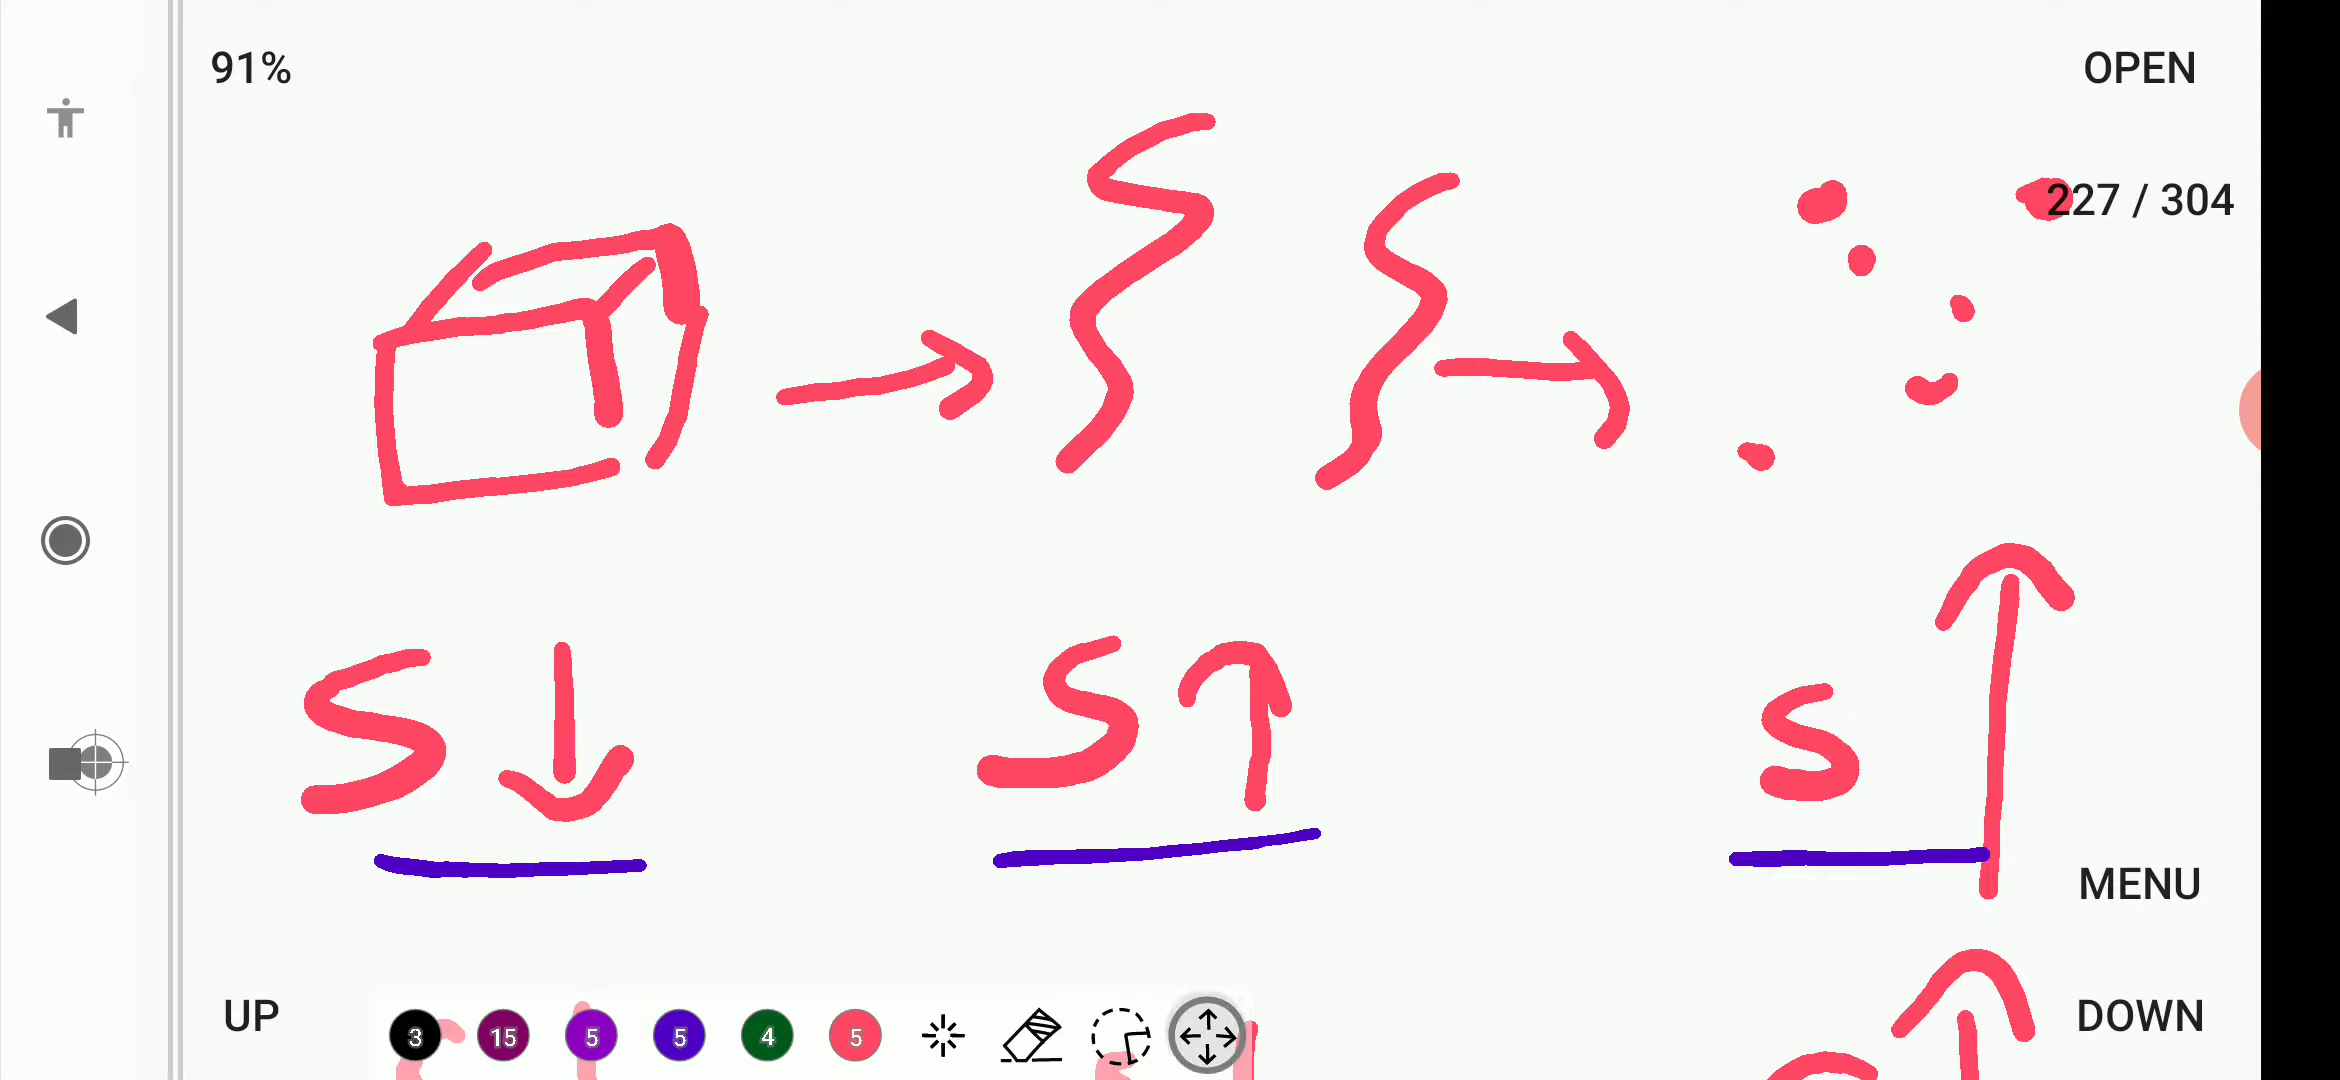 91% OPEN
227 / 304
S ↓ S ↑ S ↑
MENU
UP 3 15 5 5 4 5 DOWN